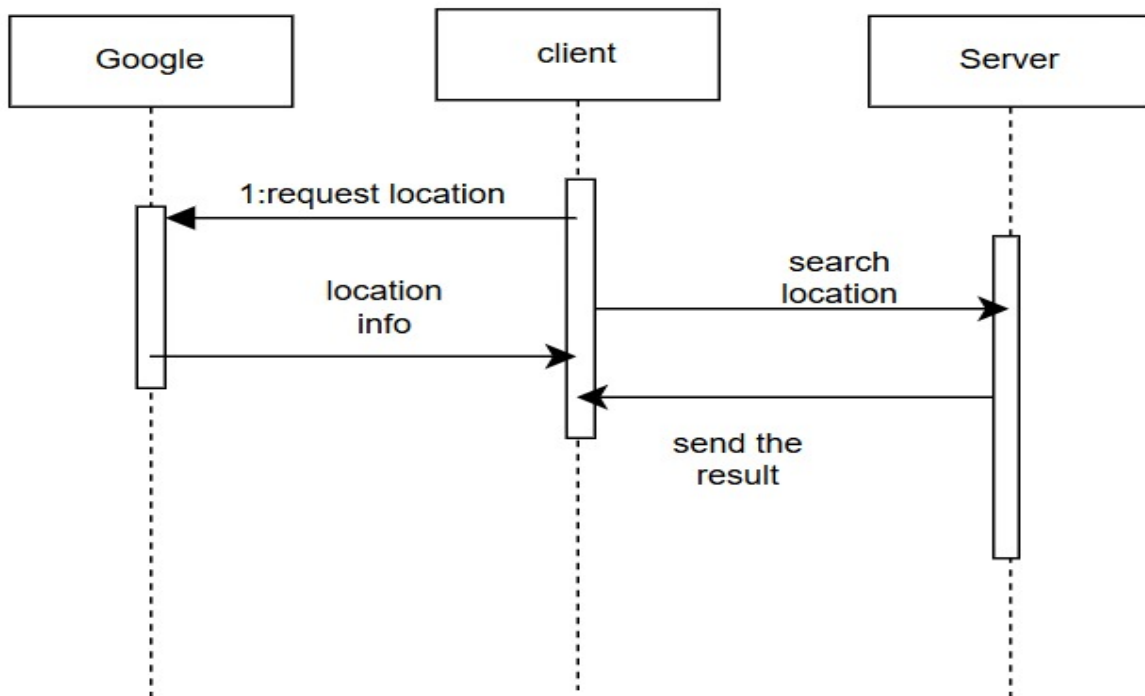 Google
client
Server
1:request location
search
location
location
info
send the
result